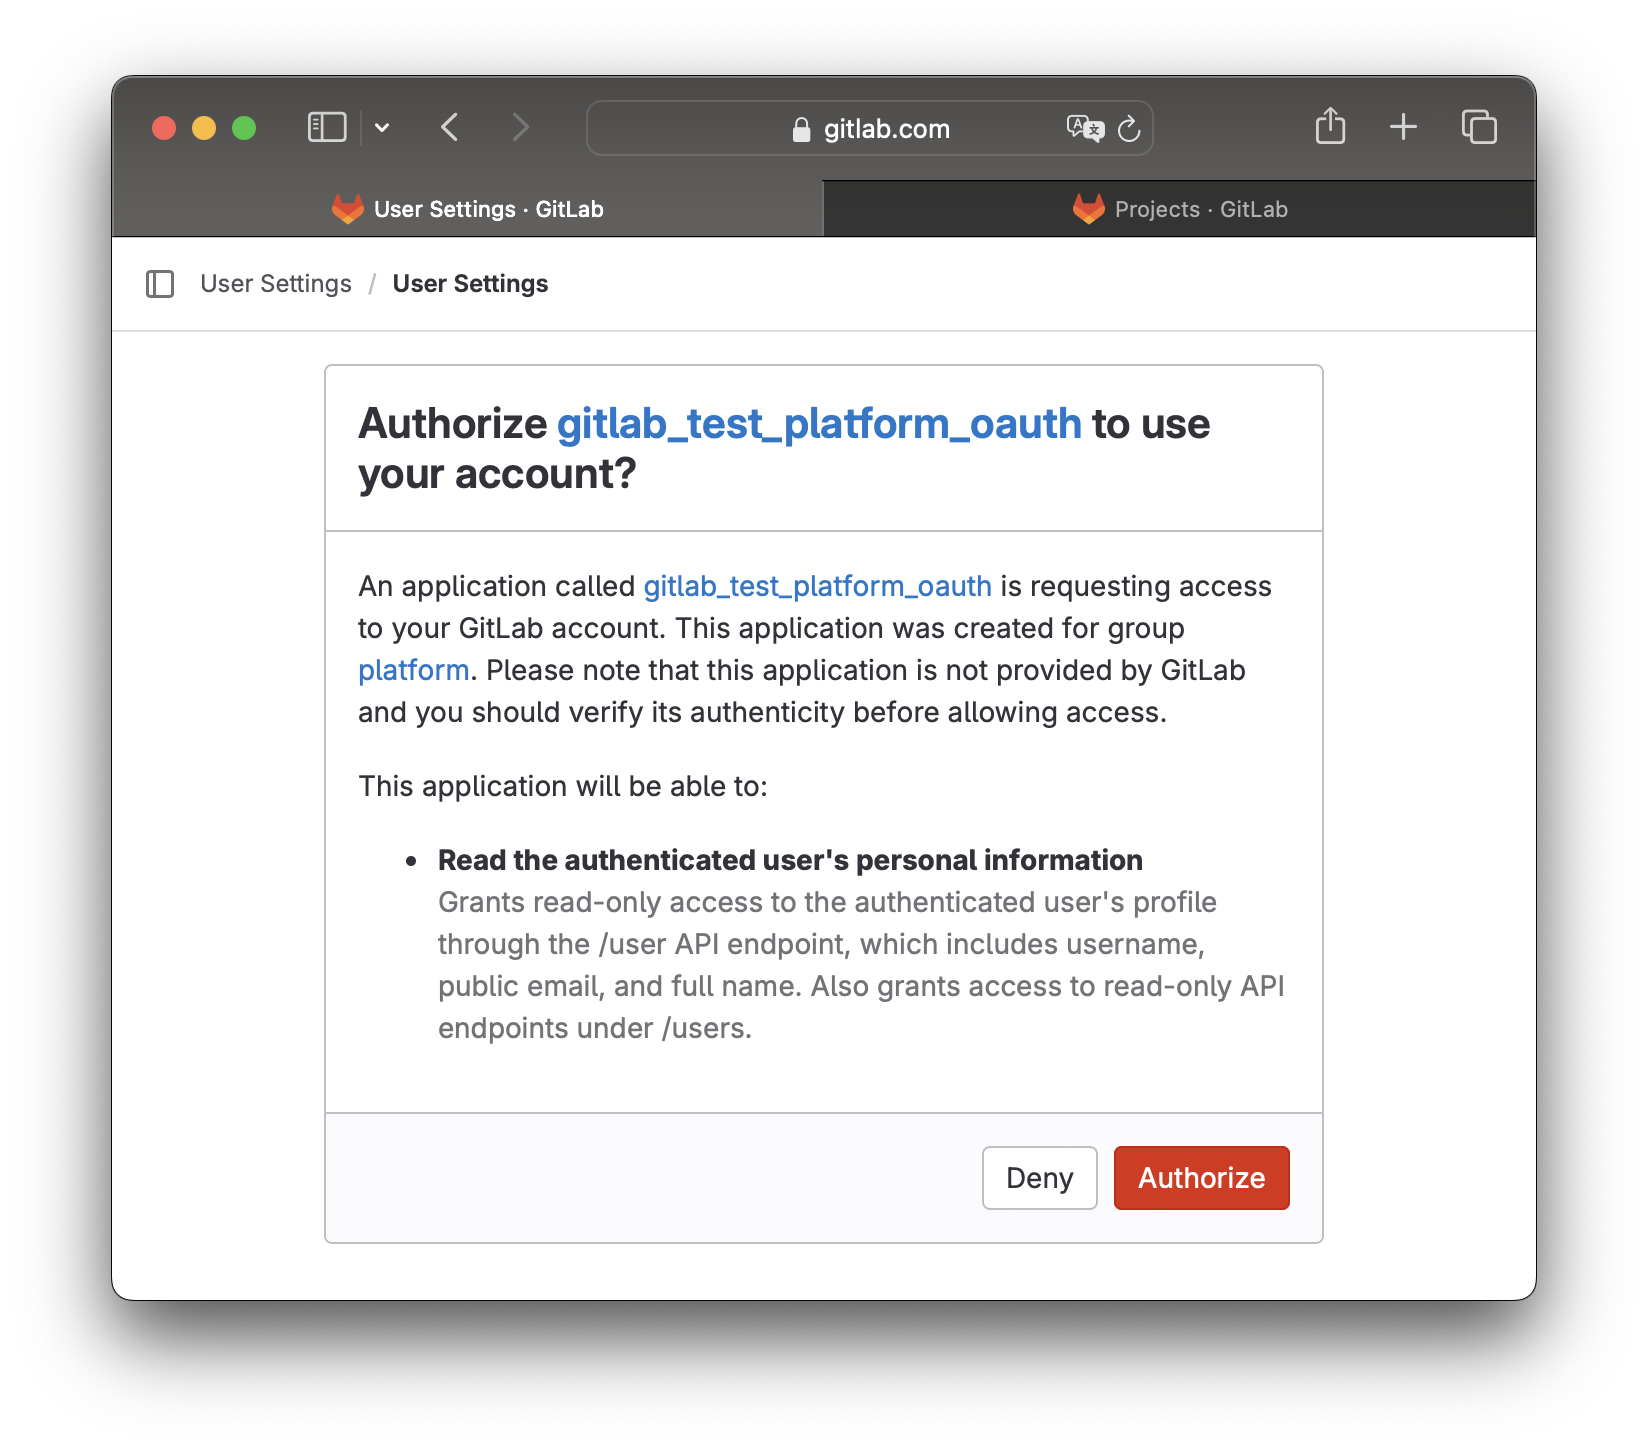 gitlab.com
User Settings · GitLab
Projects · GitLab
User Settings / User Settings
Authorize gitlab_test_platform_oauth to use
your account?
An application called gitlab_test_platform_oauth is requesting access
to your GitLab account. This application was created for group
platform. Please note that this application is not provided by GitLab
and you should verify its authenticity before allowing access.
This application will be able to:
• Read the authenticated user's personal information
Grants read-only access to the authenticated user's profile
through the /user API endpoint, which includes username,
public email, and full name. Also grants access to read-only API
endpoints under /users.
Deny
Authorize